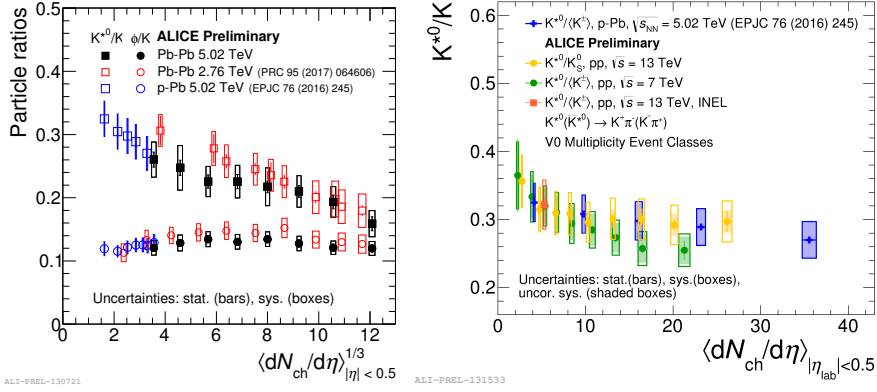 Particle ratios
0.5
0.4
0.3
0.2
0.1
0
K*0/K ϕ/K ALICE Preliminary
Pb-Pb 5.02 TeV
Pb-Pb 2.76 TeV (PRC 95 (2017) 064606)
p-Pb 5.02 TeV (EPJC 76 (2016) 245)
Uncertainties: stat. (bars), sys. (boxes)
0 2 4 6 8 10 12
⟨dNch/dη⟩1/3|η| < 0.5
ALI-PREL-130721
K*0/K
0.6
0.5
0.4
0.3
0.2
K*0/⟨K±⟩, p-Pb, √sNN = 5.02 TeV (EPJC 76 (2016) 245)
ALICE Preliminary
K*0/K0S, pp, √s = 13 TeV
K*0/⟨K±⟩, pp, √s = 7 TeV
K*0/⟨K±⟩, pp, √s = 13 TeV, INEL
K*0(K̅*0) → K+π-(K-π+)
V0 Multiplicity Event Classes
Uncertainties: stat.(bars), sys.(boxes),
uncor. sys. (shaded boxes)
0 10 20 30 40
⟨dNch/dη⟩|ηlab|<0.5
ALI-PREL-131533